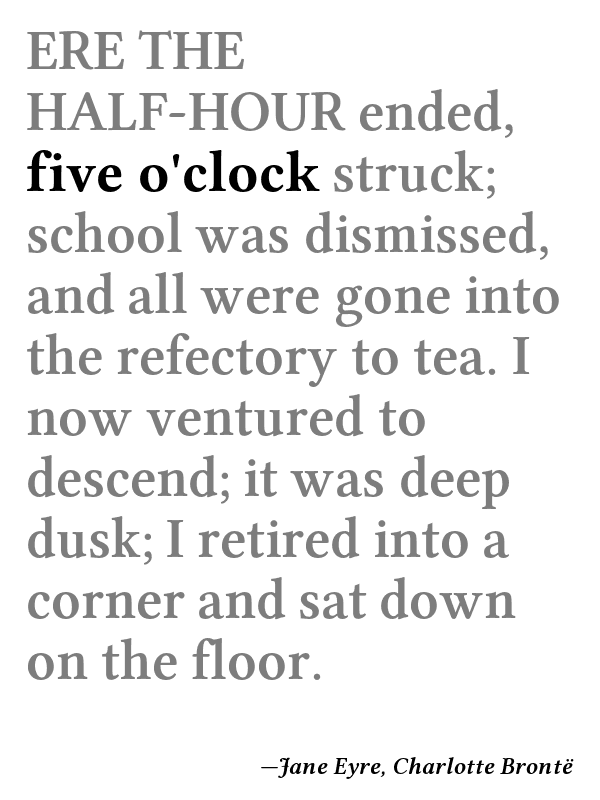 ERE THE
HALF-HOUR ended,
five o'clock struck;
school was dismissed,
and all were gone into
the refectory to tea. I
now ventured to
descend; it was deep
dusk; I retired into a
corner and sat down
on the floor.
—Jane Eyre, Charlotte Brontë